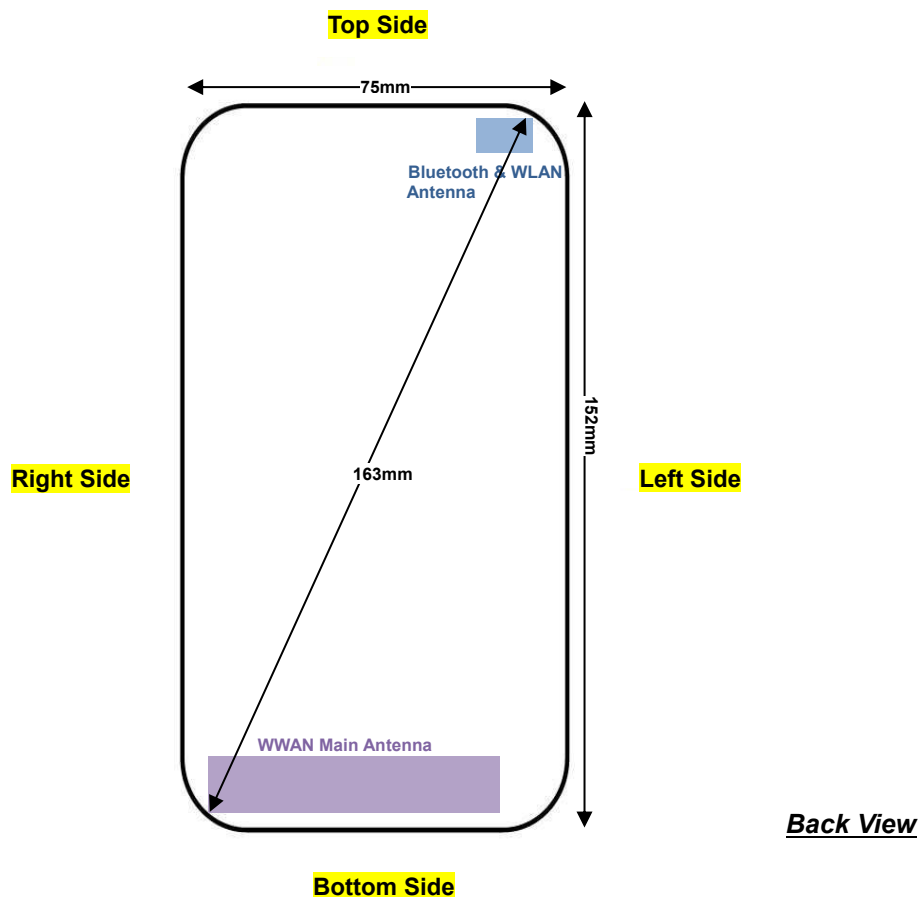 Top Side
75mm
Bluetooth & WLAN
Antenna
152mm
163mm
Right Side
Left Side
WWAN Main Antenna
Back View
Bottom Side